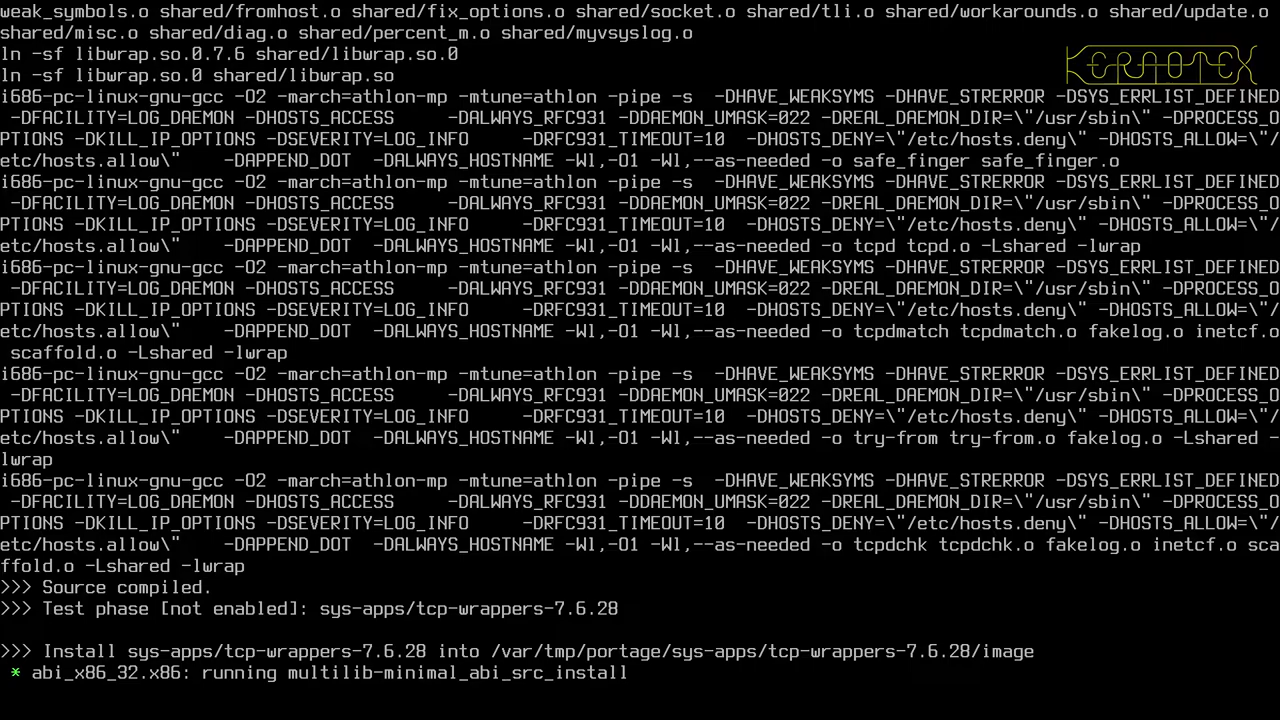 weak_symbols.o shared/fromhost.o shared/fix_options.o shared/socket.o shared/tli.o shared/workarounds.o shared/update.o
shared/misc.o shared/diag.o shared/percent_m.o shared/myvsyslog.o
ln -sf libwrap.so.0.7.6 shared/libwrap.so.0
ln -sf libwrap.so.0 shared/libwrap.so
KERAOTEX
i686-pc-linux-gnu-gcc -O2 -march=athlon-mp -mtune=athlon -pipe -s  -DHAVE_WEAKSYMS -DHAVE_STRERROR -DSYS_ERRLIST_DEFINED
 -DFACILITY=LOG_DAEMON -DHOSTS_ACCESS     -DALWAYS_RFC931 -DDAEMON_UMASK=022 -DREAL_DAEMON_DIR=\"/usr/sbin\" -DPROCESS_O
PTIONS -DKILL_IP_OPTIONS -DSEVERITY=LOG_INFO     -DRFC931_TIMEOUT=10  -DHOSTS_DENY=\"/etc/hosts.deny\" -DHOSTS_ALLOW=\"/
etc/hosts.allow\"    -DAPPEND_DOT  -DALWAYS_HOSTNAME -Wl,-O1 -Wl,--as-needed -o safe_finger safe_finger.o
i686-pc-linux-gnu-gcc -O2 -march=athlon-mp -mtune=athlon -pipe -s  -DHAVE_WEAKSYMS -DHAVE_STRERROR -DSYS_ERRLIST_DEFINED
 -DFACILITY=LOG_DAEMON -DHOSTS_ACCESS     -DALWAYS_RFC931 -DDAEMON_UMASK=022 -DREAL_DAEMON_DIR=\"/usr/sbin\" -DPROCESS_O
PTIONS -DKILL_IP_OPTIONS -DSEVERITY=LOG_INFO     -DRFC931_TIMEOUT=10  -DHOSTS_DENY=\"/etc/hosts.deny\" -DHOSTS_ALLOW=\"/
etc/hosts.allow\"    -DAPPEND_DOT  -DALWAYS_HOSTNAME -Wl,-O1 -Wl,--as-needed -o tcpd tcpd.o -Lshared -lwrap
i686-pc-linux-gnu-gcc -O2 -march=athlon-mp -mtune=athlon -pipe -s  -DHAVE_WEAKSYMS -DHAVE_STRERROR -DSYS_ERRLIST_DEFINED
 -DFACILITY=LOG_DAEMON -DHOSTS_ACCESS     -DALWAYS_RFC931 -DDAEMON_UMASK=022 -DREAL_DAEMON_DIR=\"/usr/sbin\" -DPROCESS_O
PTIONS -DKILL_IP_OPTIONS -DSEVERITY=LOG_INFO     -DRFC931_TIMEOUT=10  -DHOSTS_DENY=\"/etc/hosts.deny\" -DHOSTS_ALLOW=\"/
etc/hosts.allow\"    -DAPPEND_DOT  -DALWAYS_HOSTNAME -Wl,-O1 -Wl,--as-needed -o tcpdmatch tcpdmatch.o fakelog.o inetcf.o
 scaffold.o -Lshared -lwrap
i686-pc-linux-gnu-gcc -O2 -march=athlon-mp -mtune=athlon -pipe -s  -DHAVE_WEAKSYMS -DHAVE_STRERROR -DSYS_ERRLIST_DEFINED
 -DFACILITY=LOG_DAEMON -DHOSTS_ACCESS     -DALWAYS_RFC931 -DDAEMON_UMASK=022 -DREAL_DAEMON_DIR=\"/usr/sbin\" -DPROCESS_O
PTIONS -DKILL_IP_OPTIONS -DSEVERITY=LOG_INFO     -DRFC931_TIMEOUT=10  -DHOSTS_DENY=\"/etc/hosts.deny\" -DHOSTS_ALLOW=\"/
etc/hosts.allow\"    -DAPPEND_DOT  -DALWAYS_HOSTNAME -Wl,-O1 -Wl,--as-needed -o try-from try-from.o fakelog.o -Lshared -
lwrap
i686-pc-linux-gnu-gcc -O2 -march=athlon-mp -mtune=athlon -pipe -s  -DHAVE_WEAKSYMS -DHAVE_STRERROR -DSYS_ERRLIST_DEFINED
 -DFACILITY=LOG_DAEMON -DHOSTS_ACCESS     -DALWAYS_RFC931 -DDAEMON_UMASK=022 -DREAL_DAEMON_DIR=\"/usr/sbin\" -DPROCESS_O
PTIONS -DKILL_IP_OPTIONS -DSEVERITY=LOG_INFO     -DRFC931_TIMEOUT=10  -DHOSTS_DENY=\"/etc/hosts.deny\" -DHOSTS_ALLOW=\"/
etc/hosts.allow\"    -DAPPEND_DOT  -DALWAYS_HOSTNAME -Wl,-O1 -Wl,--as-needed -o tcpdchk tcpdchk.o fakelog.o inetcf.o sca
ffold.o -Lshared -lwrap
>>> Source compiled.
>>> Test phase [not enabled]: sys-apps/tcp-wrappers-7.6.28
>>> Install sys-apps/tcp-wrappers-7.6.28 into /var/tmp/portage/sys-apps/tcp-wrappers-7.6.28/image
 * abi_x86_32.x86: running multilib-minimal_abi_src_install